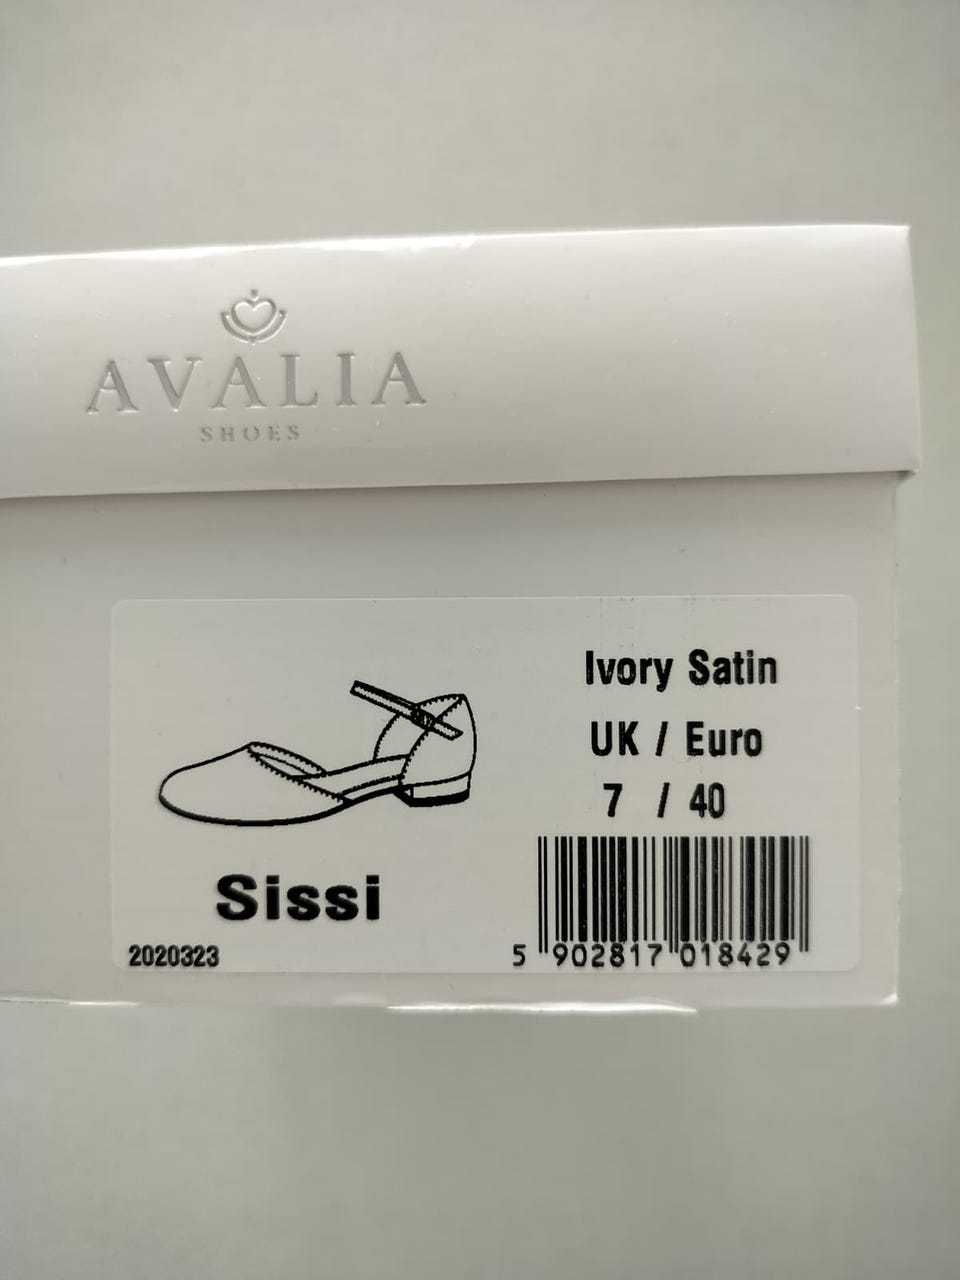 AVALIA
SHOES
Ivory Satin
UK / Euro
7 / 40
Sissi
2020323
5 902817 018429